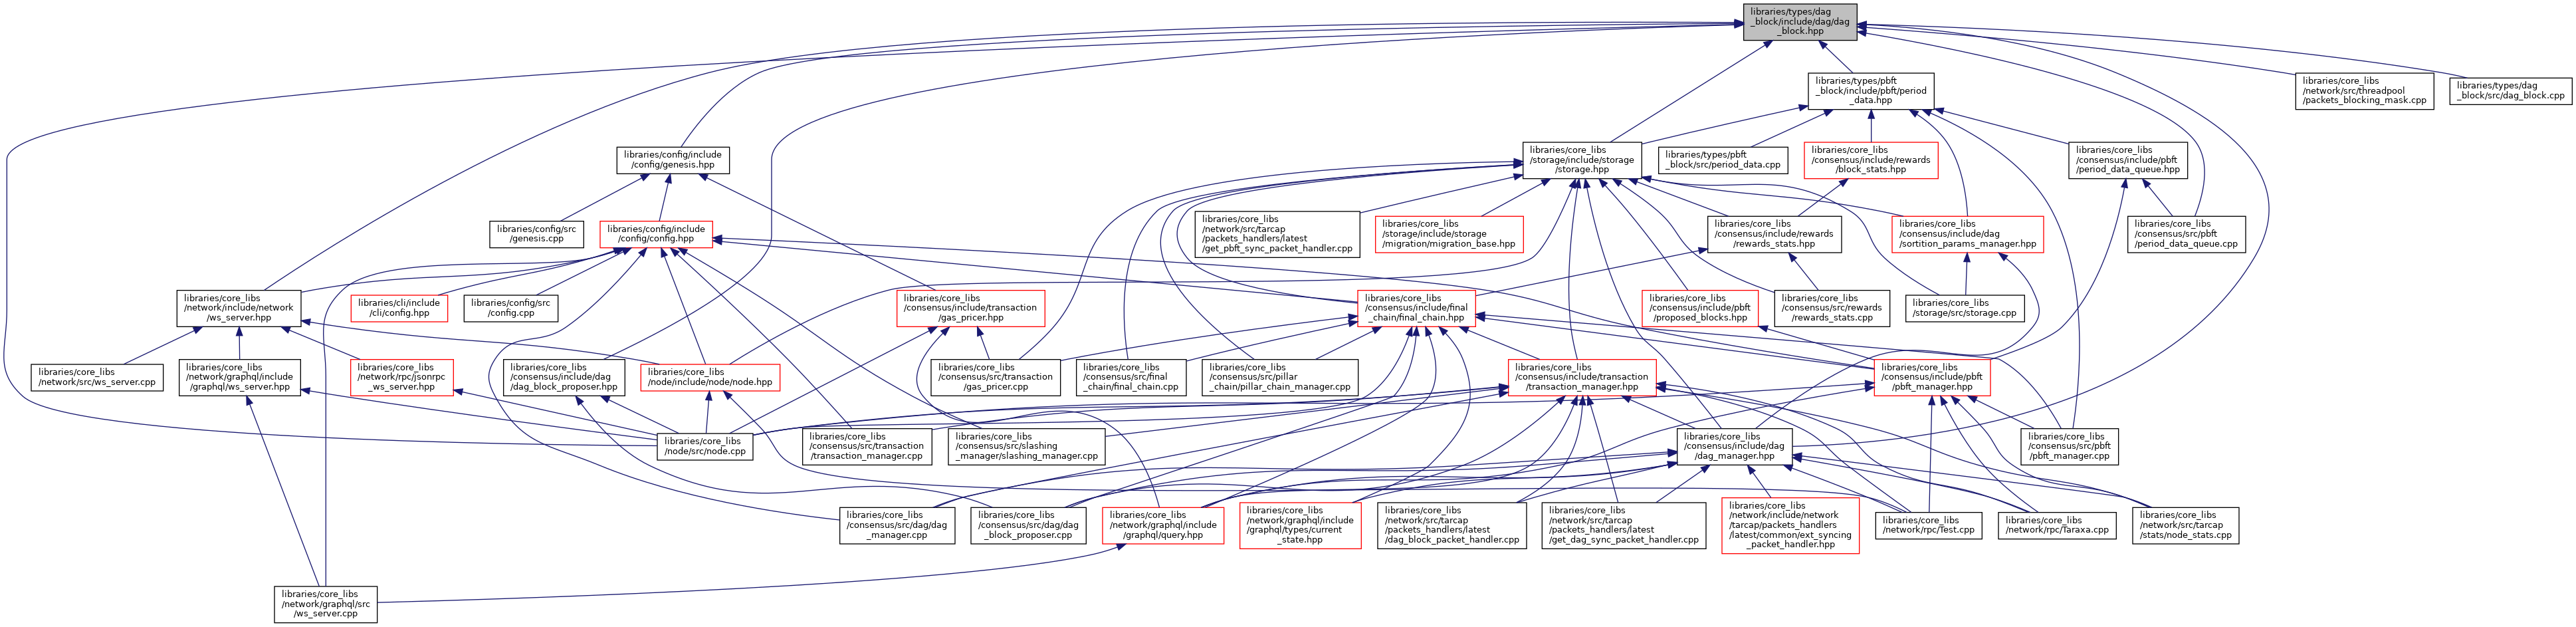 libraries/types/dag
_block/include/dag/dag
_block.hpp
libraries/types/pbft
_block/include/pbft/period
_data.hpp
libraries/core_libs
/network/src/threadpool
/packets_blocking_mask.cpp
libraries/types/dag
_block/src/dag_block.cpp
libraries/config/include
/config/genesis.hpp
libraries/core_libs
/storage/include/storage
/storage.hpp
libraries/types/pbft
_block/src/period_data.cpp
libraries/core_libs
/consensus/include/rewards
/block_stats.hpp
libraries/core_libs
/consensus/include/pbft
/period_data_queue.hpp
libraries/config/src
/genesis.cpp
libraries/config/include
/config/config.hpp
libraries/core_libs
/network/src/tarcap
/packets_handlers/latest
/get_pbft_sync_packet_handler.cpp
libraries/core_libs
/storage/include/storage
/migration/migration_base.hpp
libraries/core_libs
/consensus/include/rewards
/rewards_stats.hpp
libraries/core_libs
/consensus/include/dag
/sortition_params_manager.hpp
libraries/core_libs
/consensus/src/pbft
/period_data_queue.cpp
libraries/core_libs
/network/include/network
/ws_server.hpp
libraries/cli/include
/cli/config.hpp
libraries/config/src
/config.cpp
libraries/core_libs
/consensus/include/transaction
/gas_pricer.hpp
libraries/core_libs
/consensus/include/final
_chain/final_chain.hpp
libraries/core_libs
/consensus/include/pbft
/proposed_blocks.hpp
libraries/core_libs
/consensus/src/rewards
/rewards_stats.cpp
libraries/core_libs
/storage/src/storage.cpp
libraries/core_libs
/network/src/ws_server.cpp
libraries/core_libs
/network/graphql/include
/graphql/ws_server.hpp
libraries/core_libs
/network/rpc/jsonrpc
_ws_server.hpp
libraries/core_libs
/consensus/include/dag
/dag_block_proposer.hpp
libraries/core_libs
/node/include/node/node.hpp
libraries/core_libs
/consensus/src/transaction
/gas_pricer.cpp
libraries/core_libs
/consensus/src/final
_chain/final_chain.cpp
libraries/core_libs
/consensus/src/pillar
_chain/pillar_chain_manager.cpp
libraries/core_libs
/consensus/include/transaction
/transaction_manager.hpp
libraries/core_libs
/consensus/include/pbft
/pbft_manager.hpp
libraries/core_libs
/node/src/node.cpp
libraries/core_libs
/consensus/src/transaction
/transaction_manager.cpp
libraries/core_libs
/consensus/src/slashing
_manager/slashing_manager.cpp
libraries/core_libs
/consensus/include/dag
/dag_manager.hpp
libraries/core_libs
/consensus/src/pbft
/pbft_manager.cpp
libraries/core_libs
/consensus/src/dag/dag
_manager.cpp
libraries/core_libs
/consensus/src/dag/dag
_block_proposer.cpp
libraries/core_libs
/network/graphql/include
/graphql/query.hpp
libraries/core_libs
/network/graphql/include
/graphql/types/current
_state.hpp
libraries/core_libs
/network/src/tarcap
/packets_handlers/latest
/dag_block_packet_handler.cpp
libraries/core_libs
/network/src/tarcap
/packets_handlers/latest
/get_dag_sync_packet_handler.cpp
libraries/core_libs
/network/include/network
/tarcap/packets_handlers
/latest/common/ext_syncing
_packet_handler.hpp
libraries/core_libs
/network/rpc/Test.cpp
libraries/core_libs
/network/rpc/Taraxa.cpp
libraries/core_libs
/network/src/tarcap
/stats/node_stats.cpp
libraries/core_libs
/network/graphql/src
/ws_server.cpp